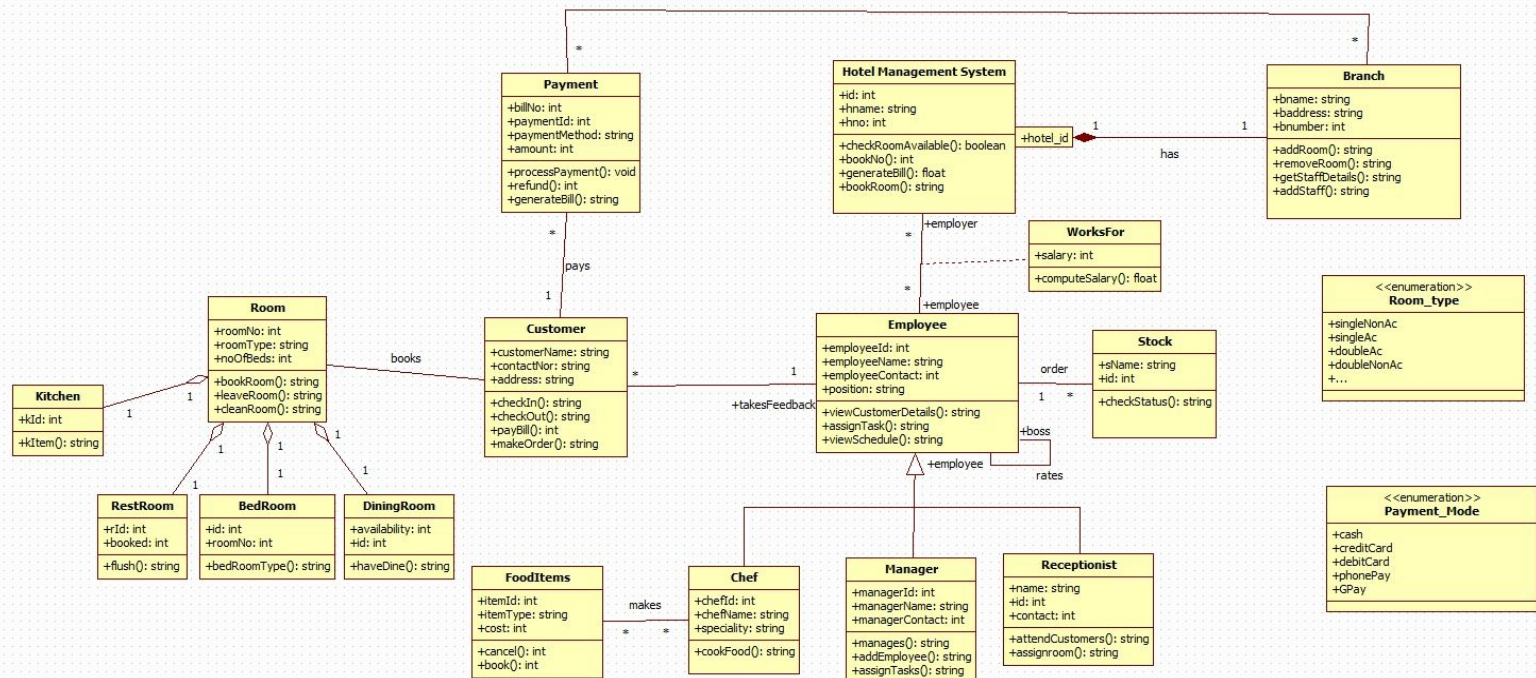 *
*
Payment
+billNo: int
+paymentId: int
+paymentMethod: string
+amount: int
+processPayment(): void
+refund(): int
+generateBill(): string
Hotel Management System
+id: int
+hname: string
+hno: int
+checkRoomAvailable(): boolean
+bookNo(): int
+generateBill(): float
+bookRoom(): string
+hotel_id
1
1
has
Branch
+bname: string
+baddress: string
+bnumber: int
+addRoom(): string
+removeRoom(): string
+getStaffDetails(): string
+addStaff(): string
*
pays
1
+employer
*
*
+employee
WorksFor
+salary: int
+computeSalary(): float
<<enumeration>>
Room_type
+singleNonAc
+singleAc
+doubleAc
+doubleNonAc
+...
Room
+roomNo: int
+roomType: string
+noOfBeds: int
+bookRoom(): string
+leaveRoom(): string
+cleanRoom(): string
books
Customer
+customerName: string
+contactNor: string
+address: string
+checkIn(): string
+checkOut(): string
+payBill(): int
+makeOrder(): string
*
1
+takesFeedback
Employee
+employeeId: int
+employeeName: string
+employeeContact: int
+position: string
+viewCustomerDetails(): string
+assignTask(): string
+viewSchedule(): string
order
1
*
Stock
+sName: string
+id: int
+checkStatus(): string
+boss
+employee
rates
Kitchen
+kId: int
+kItem(): string
1
1
1
1
1
1
1
1
RestRoom
+rId: int
+booked: int
+flush(): string
BedRoom
+id: int
+roomNo: int
+bedRoomType(): string
DiningRoom
+availability: int
+id: int
+haveDine(): string
<<enumeration>>
Payment_Mode
+cash
+creditCard
+debitCard
+phonePay
+GPay
FoodItems
+itemId: int
+itemType: string
+cost: int
+cancel(): int
+book(): int
makes
*
*
Chef
+chefId: int
+chefName: string
+speciality: string
+cookFood(): string
Manager
+managerId: int
+managerName: string
+managerContact: int
+manages(): string
+addEmployee(): string
+assignTasks(): string
Receptionist
+name: string
+id: int
+contact: int
+attendCustomers(): string
+assignroom(): string